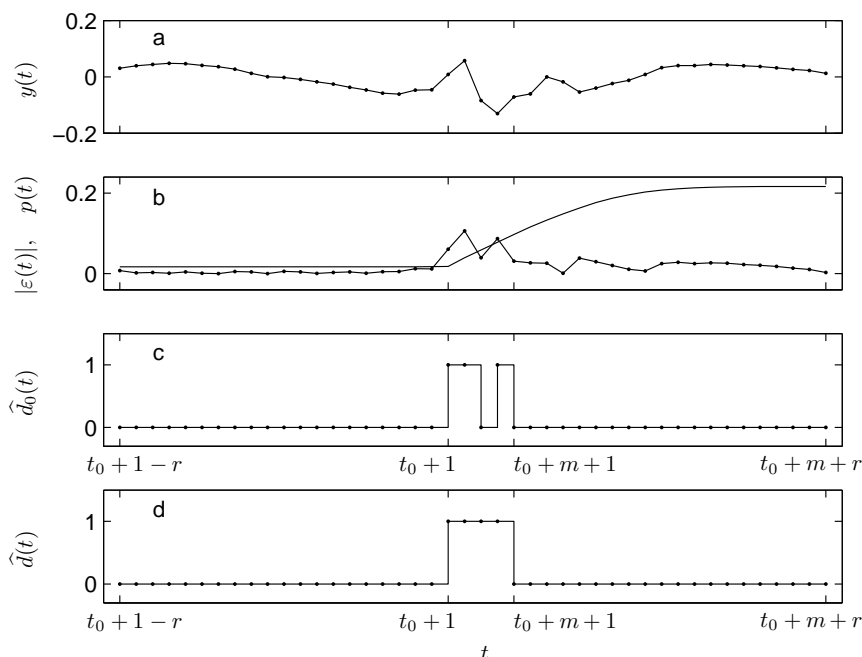 a
0.2
0
−0.2
y(t)
b
0.2
0
|ε(t)|, p(t)
c
1
0
d̂₀(t)
t₀ + 1 − r t₀ + 1 t₀ + m + 1 t₀ + m + r
d
1
0
d̂(t)
t₀ + 1 − r t₀ + 1 t₀ + m + 1 t₀ + m + r
t